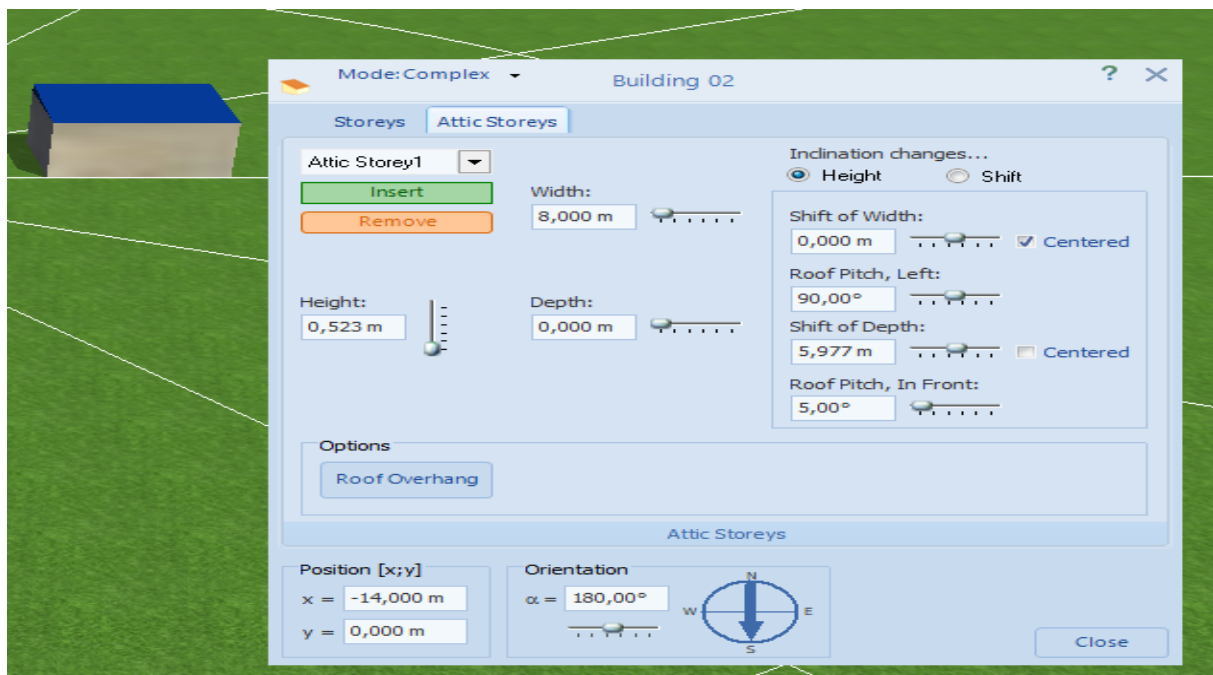 Mode:Complex
Building 02
?
Storeys
Attic Storeys
Attic Storey1
Insert
Remove
Width:
8,000 m
Height:
0,523 m
Depth:
0,000 m
Inclination changes...
Height
Shift
Shift of Width:
0,000 m
Centered
Roof Pitch, Left:
90,00°
Shift of Depth:
5,977 m
Centered
Roof Pitch, In Front:
5,00°
Options
Roof Overhang
Attic Storeys
Position [x;y]
x = -14,000 m
y = 0,000 m
Orientation
α = 180,00°
N
W
E
S
Close